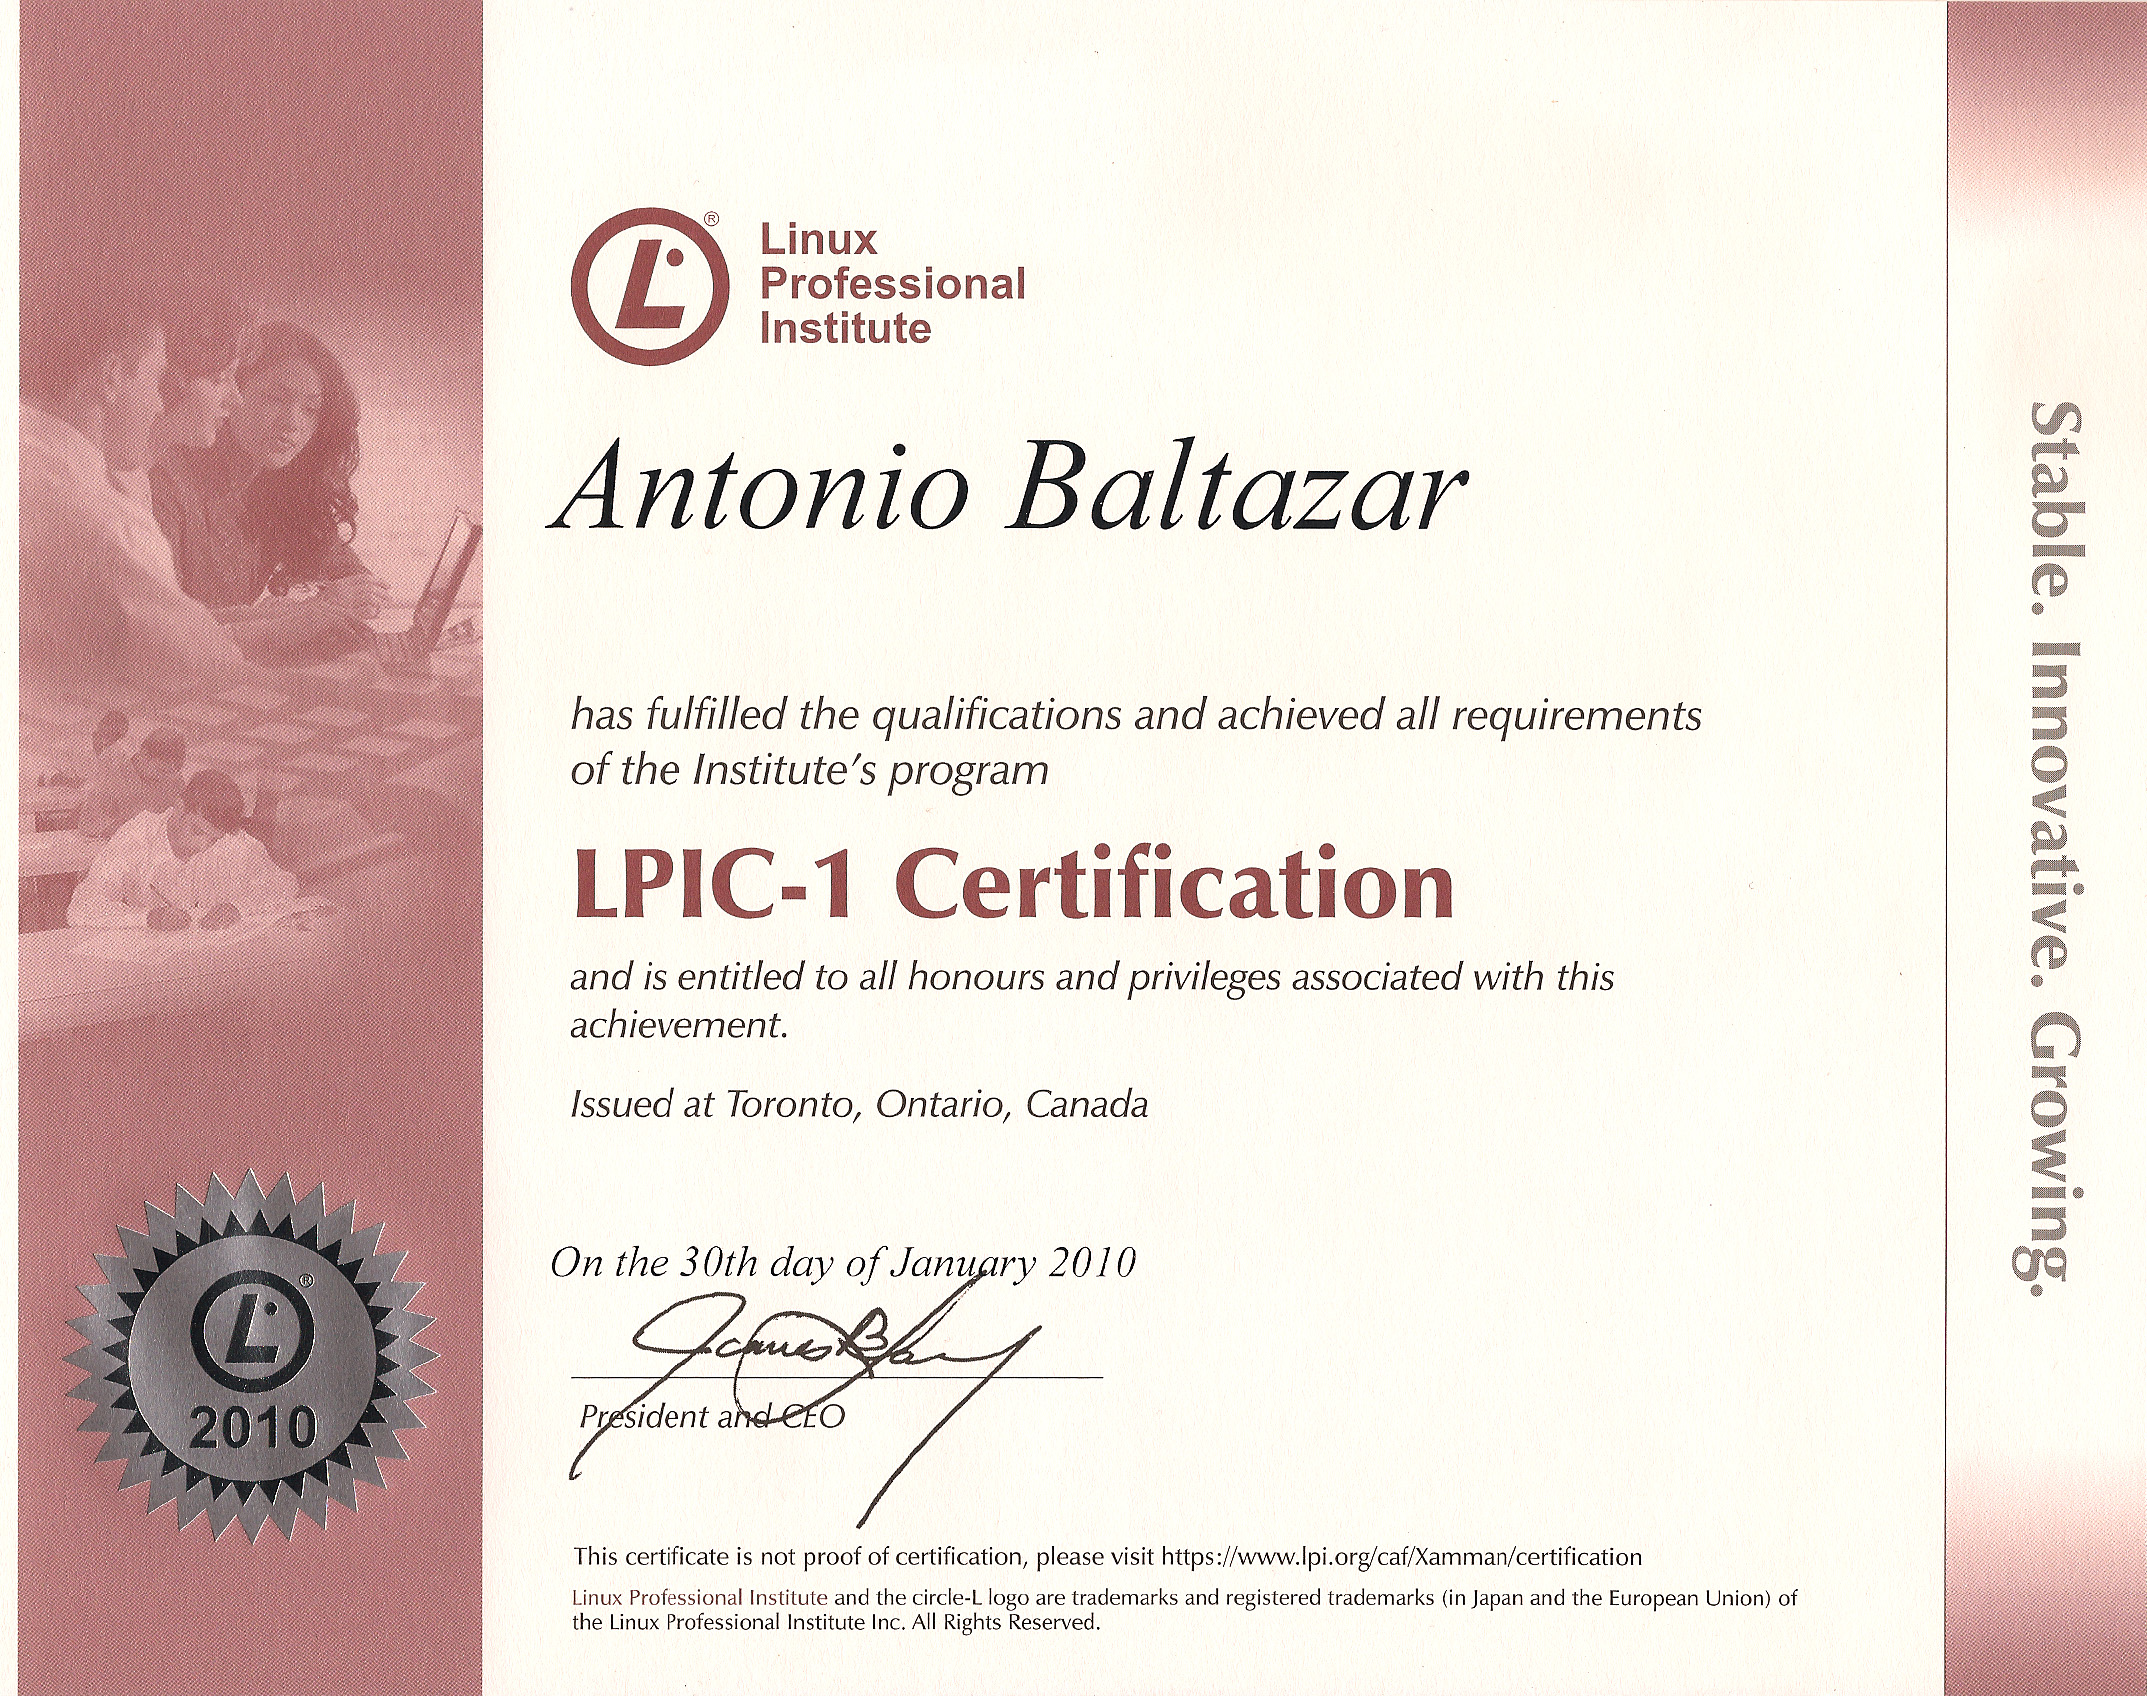 Linux
Professional
Institute
Antonio Baltazar
has fulfilled the qualifications and achieved all requirements
of the Institute's program
LPIC-1 Certification
and is entitled to all honours and privileges associated with this
achievement.
Issued at Toronto, Ontario, Canada
On the 30th day of January 2010
President and CEO
This certificate is not proof of certification, please visit https://www.lpi.org/caf/Xamman/certification
Linux Professional Institute and the circle-L logo are trademarks and registered trademarks (in Japan and the European Union) of
the Linux Professional Institute Inc. All Rights Reserved.
L
®
2010
Stable. Innovative. Growing.